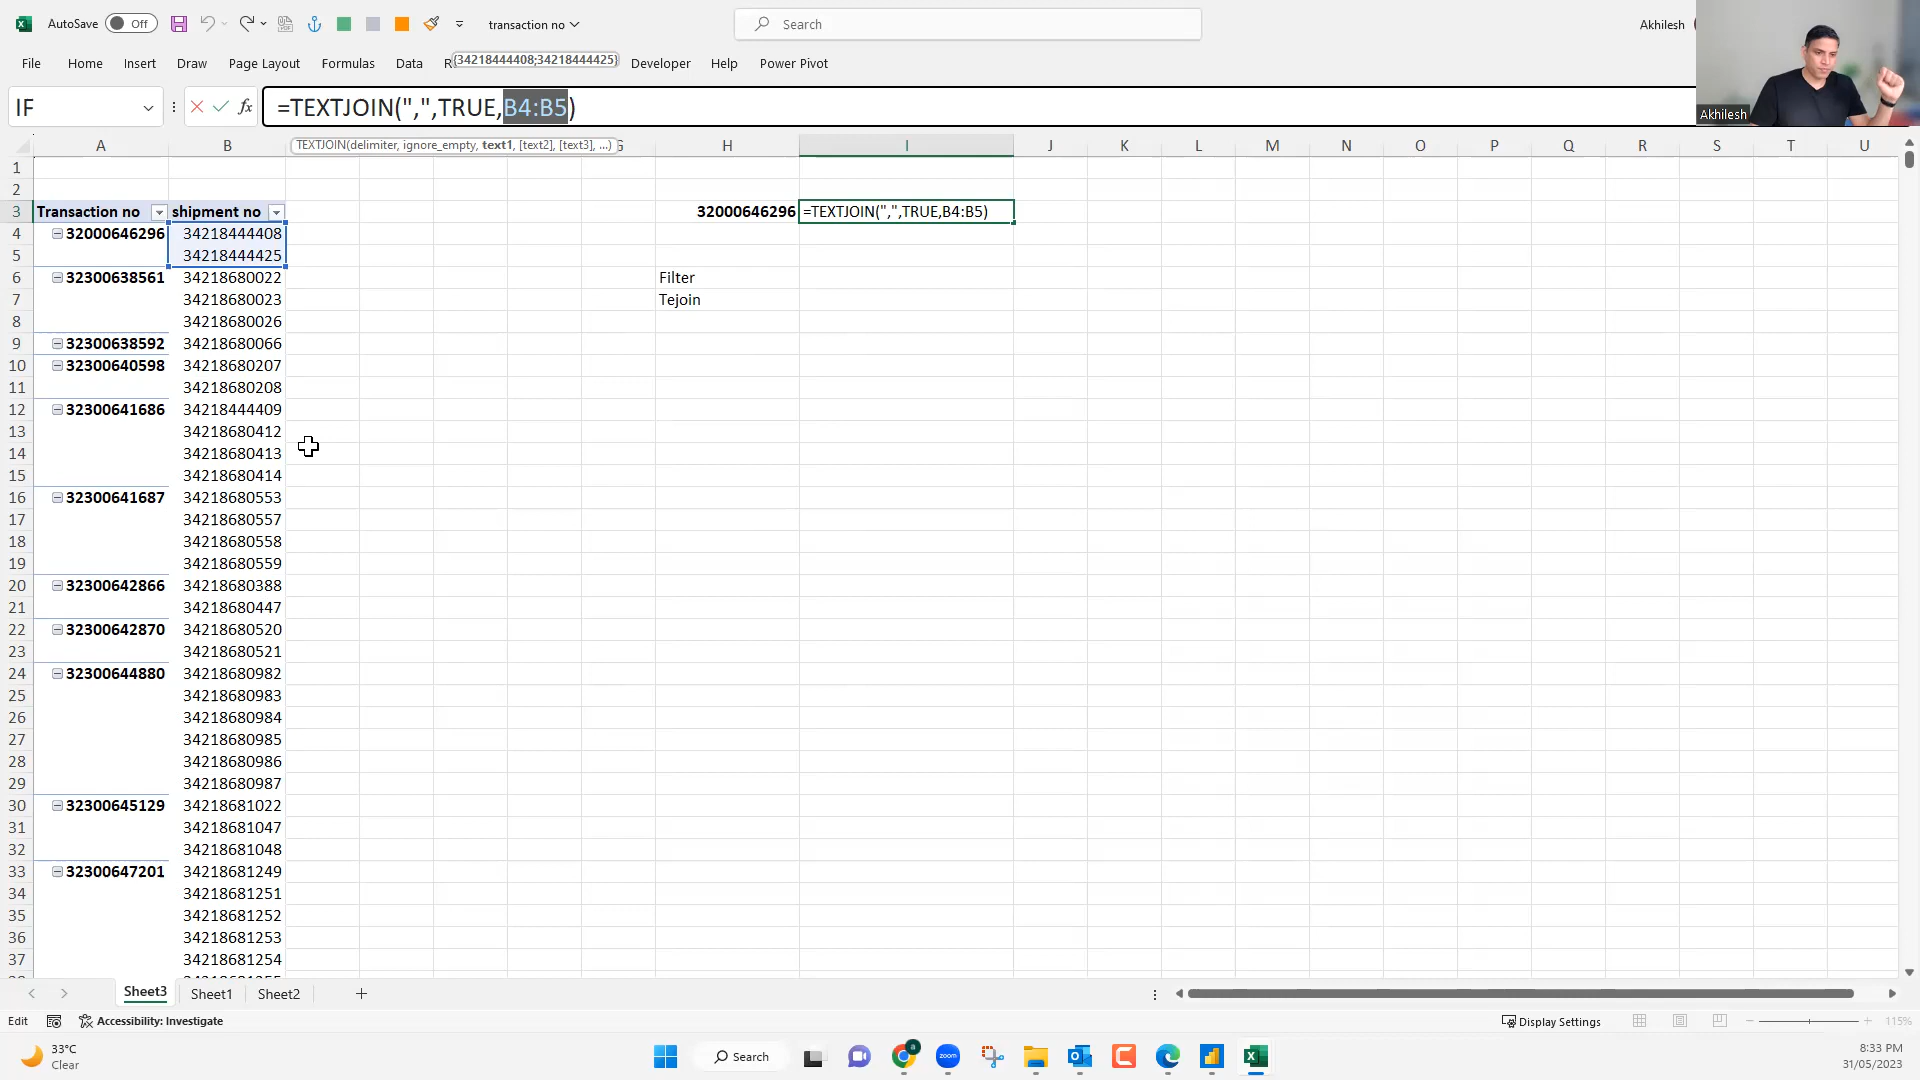 AutoSave Off transaction no Search Akhilesh
File Home Insert Draw Page Layout Formulas Data R {34218444408;34218444425} Developer Help Power Pivot
IF fx =TEXTJOIN(",",TRUE,B4:B5) Akhilesh
TEXTJOIN(delimiter, ignore_empty, text1, [text2], [text3], ...)
A B G H I J K L M N O P Q R S T U
1
2
3 Transaction no shipment no 32000646296 =TEXTJOIN(",",TRUE,B4:B5)
4 32000646296 34218444408
5 34218444425
6 32300638561 34218680022 Filter
7 34218680023 Tejoin
8 34218680026
9 32300638592 34218680066
10 32300640598 34218680207
11 34218680208
12 32300641686 34218444409
13 34218680412
14 34218680413
15 34218680414
16 32300641687 34218680553
17 34218680557
18 34218680558
19 34218680559
20 32300642866 34218680388
21 34218680447
22 32300642870 34218680520
23 34218680521
24 32300644880 34218680982
25 34218680983
26 34218680984
27 34218680985
28 34218680986
29 34218680987
30 32300645129 34218681022
31 34218681047
32 34218681048
33 32300647201 34218681249
34 34218681251
35 34218681252
36 34218681253
37 34218681254
Sheet3 Sheet1 Sheet2
Edit Accessibility: Investigate Display Settings 115%
33°C
Clear
Search
zoom
8:33 PM
31/05/2023